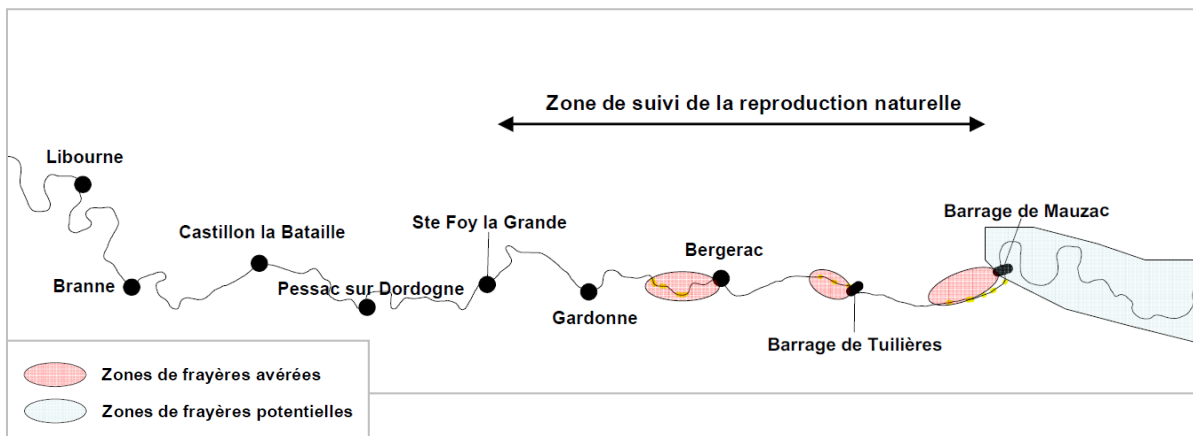 Zone de suivi de la reproduction naturelle
Libourne
Ste Foy la Grande
Barrage de Mauzac
Castillon la Bataille
Bergerac
Branne
Pessac sur Dordogne
Gardonne
Barrage de Tuilières
Zones de frayères avérées
Zones de frayères potentielles